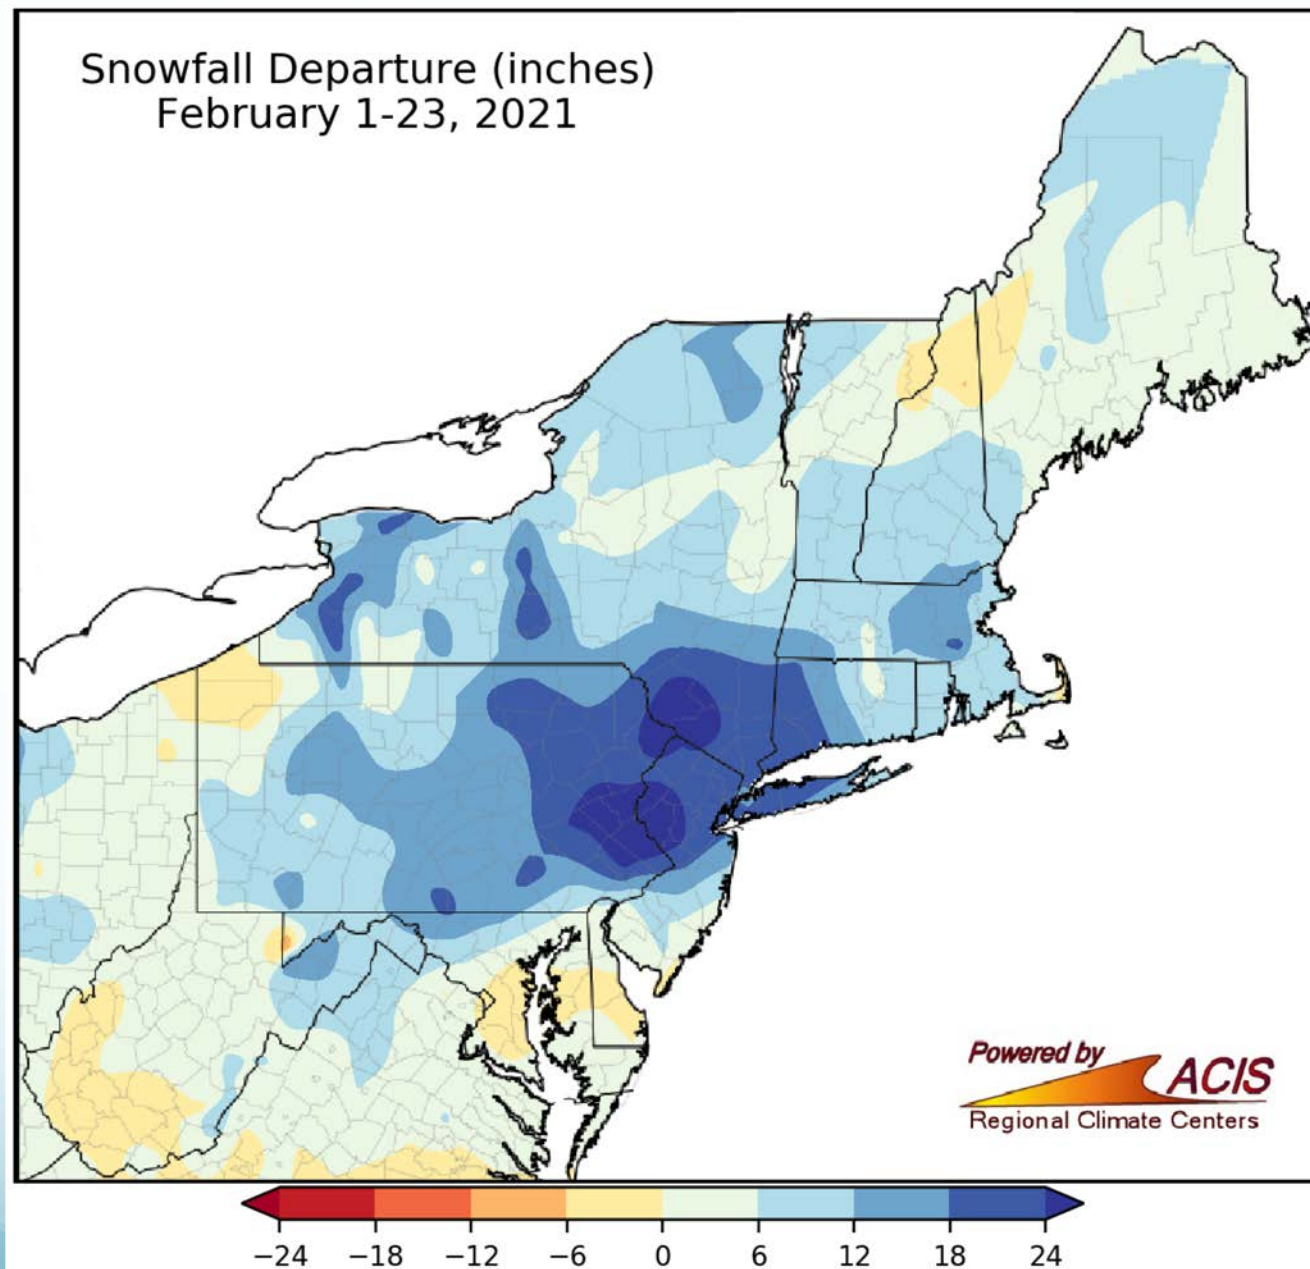 Snowfall Departure (inches)
February 1-23, 2021
Powered by
ACIS
Regional Climate Centers
−24 −18 −12 −6 0 6 12 18 24